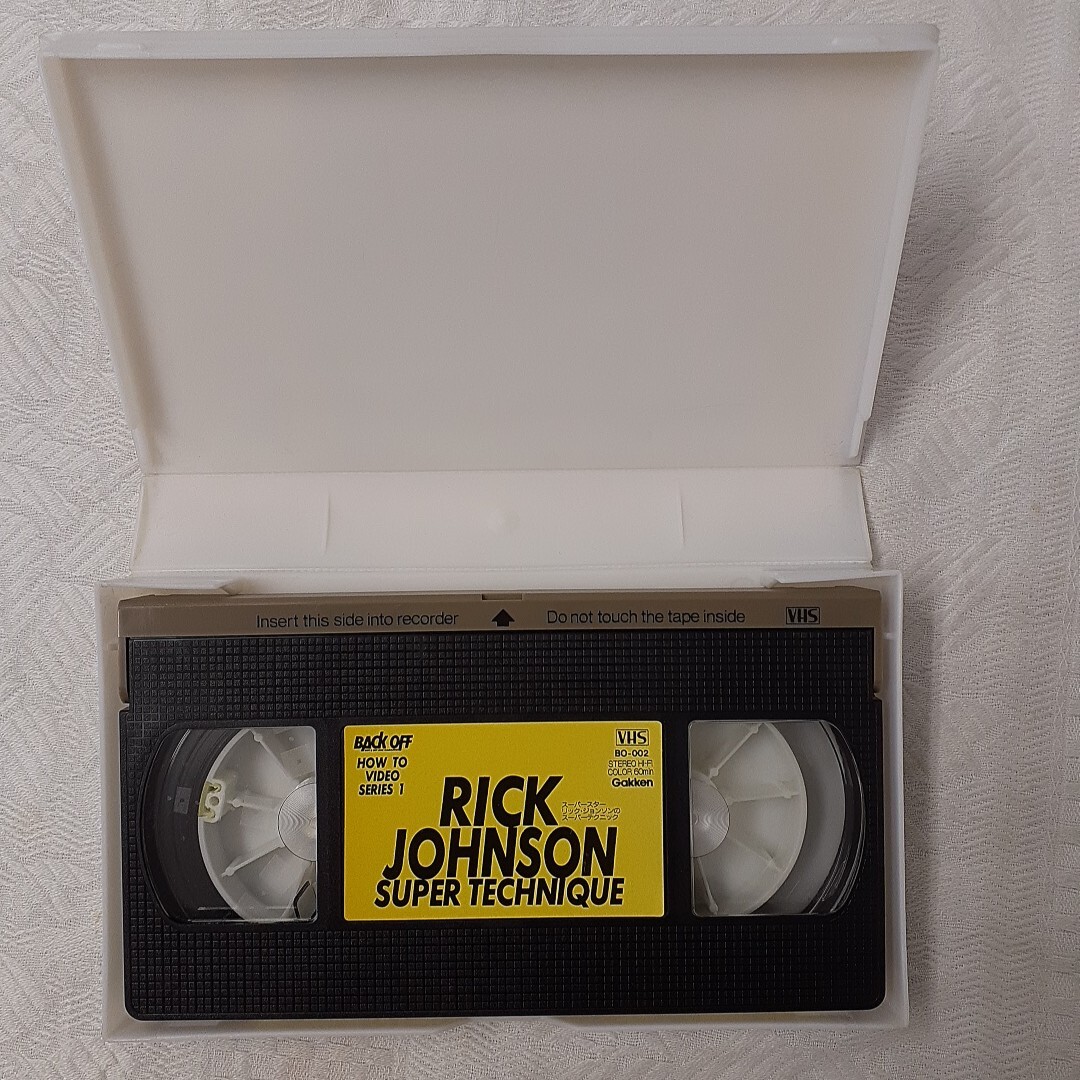 Insert this side into recorder
Do not touch the tape inside
VHS
BACK OFF
HOW TO
VIDEO
SERIES 1
VHS
BO-002
STEREO HI-FI
COLOR 60min
Gakken
RICK
JOHNSON
SUPER TECHNIQUE
スーパースター
リック・ジョンソンの
スーパーテクニック